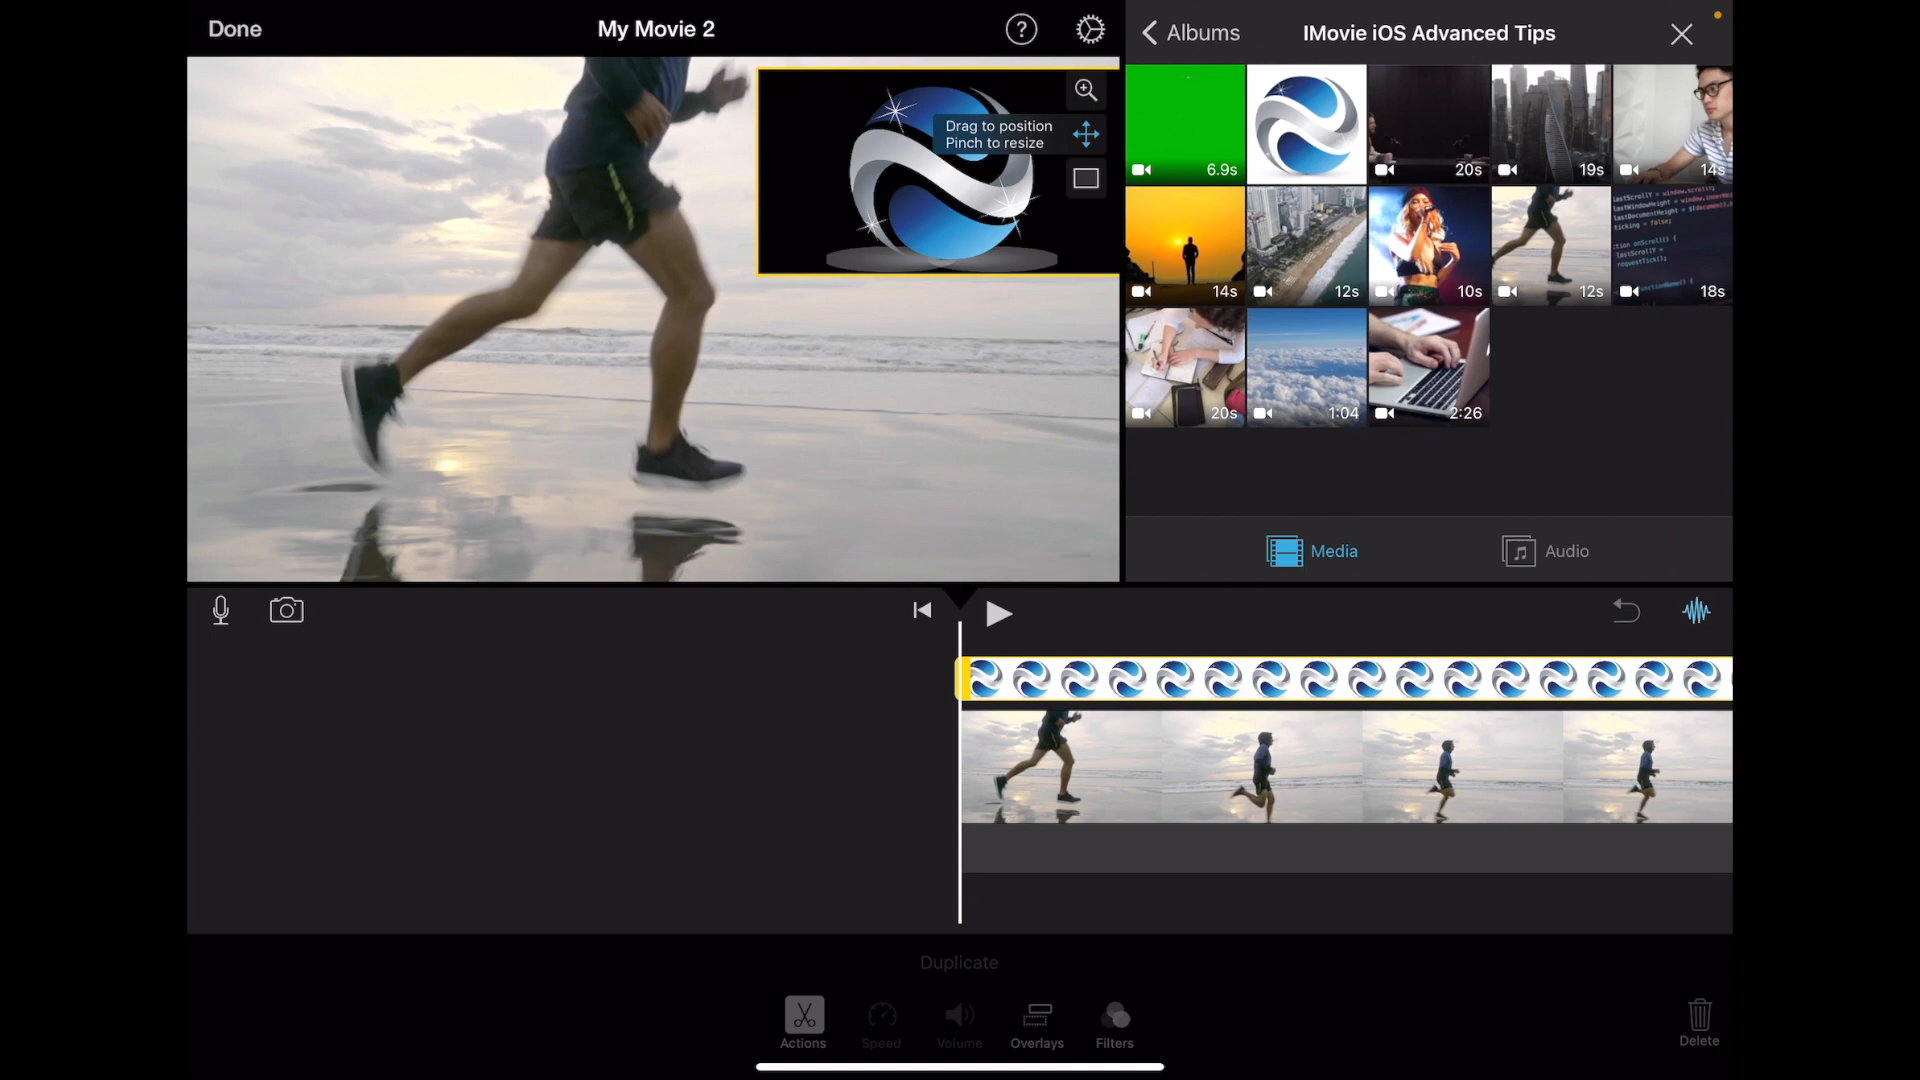 Done
My Movie 2
?
Albums
IMovie iOS Advanced Tips
Drag to position
Pinch to resize
6.9s
20s
19s
14s
14s
12s
10s
12s
18s
20s
1:04
2:26
Media
Audio
Duplicate
Actions
Speed
Volume
Overlays
Filters
Delete